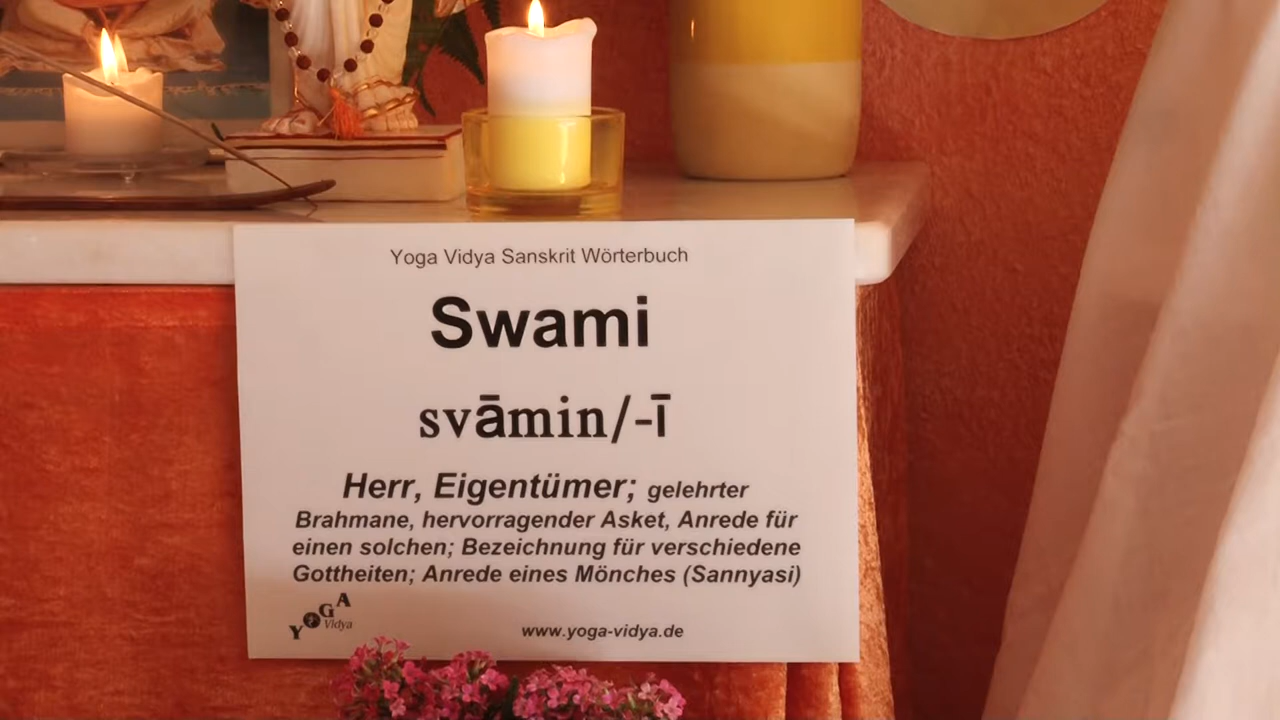 Yoga Vidya Sanskrit Wörterbuch
Swami
svāmin/-ī
Herr, Eigentümer; gelehrter
Brahmane, hervorragender Asket, Anrede für
einen solchen; Bezeichnung für verschiedene
Gottheiten; Anrede eines Mönches (Sannyasi)
YOGA
Vidya
www.yoga-vidya.de